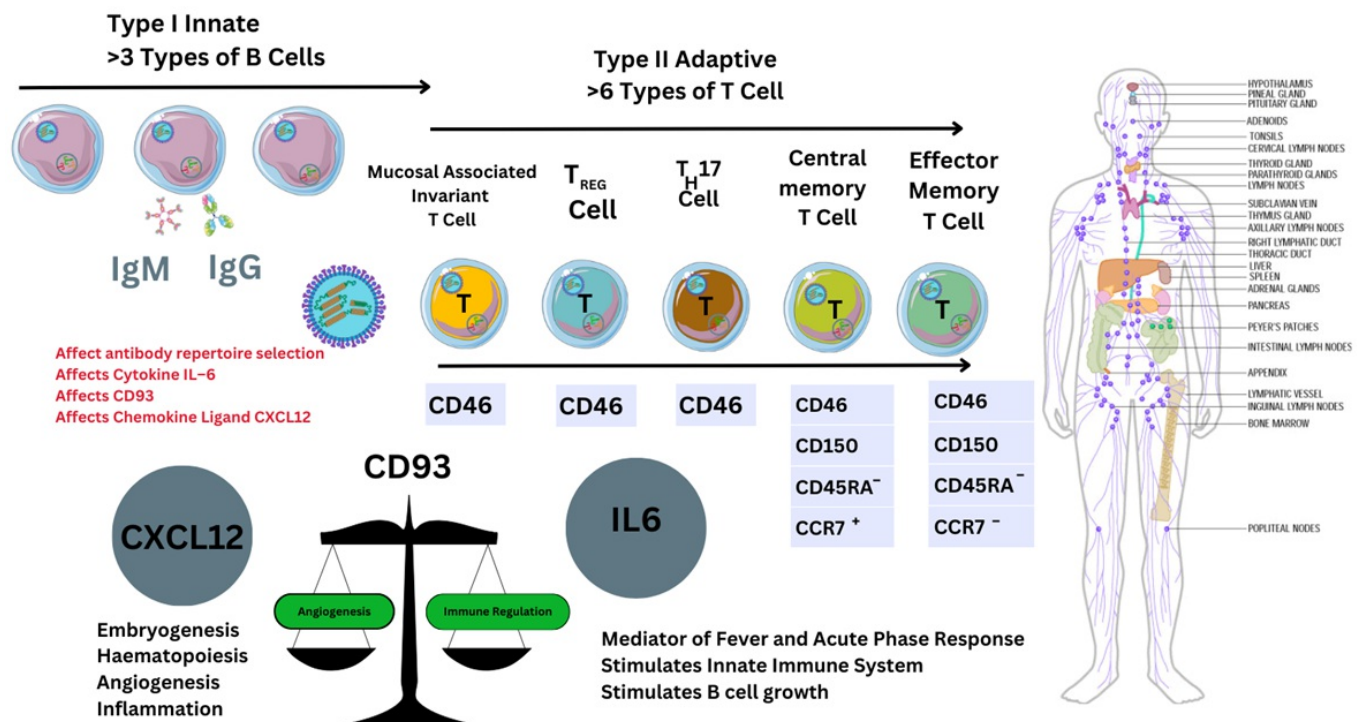 Type I Innate
>3 Types of B Cells
Type II Adaptive
>6 Types of T Cell
IgM
IgG
Mucosal Associated
Invariant
T Cell
TREG
Cell
TH17
Cell
Central
memory
T Cell
Effector
Memory
T Cell
T
T
T
T
T
Affect antibody repertoire selection
Affects Cytokine IL-6
Affects CD93
Affects Chemokine Ligand CXCL12
CD46
CD46
CD46
CD46
CD150
CD45RA⁻
CCR7 ⁺
CD46
CD150
CD45RA⁻
CCR7 ⁻
CXCL12
Embryogenesis
Haematopoiesis
Angiogenesis
Inflammation
CD93
Angiogenesis
Immune Regulation
IL6
Mediator of Fever and Acute Phase Response
Stimulates Innate Immune System
Stimulates B cell growth
HYPOTHALAMUS
PINEAL GLAND
PITUITARY GLAND
ADENOIDS
TONSILS
CERVICAL LYMPH NODES
THYROID GLAND
PARATHYROID GLANDS
LYMPH NODES
SUBCLAVIAN VEIN
THYMUS GLAND
AXILLARY LYMPH NODES
RIGHT LYMPHATIC DUCT
THORACIC DUCT
LIVER
SPLEEN
ADRENAL GLANDS
PANCREAS
PEYER'S PATCHES
INTESTINAL LYMPH NODES
APPENDIX
LYMPHATIC VESSEL
INGUINAL LYMPH NODES
BONE MARROW
POPLITEAL NODES